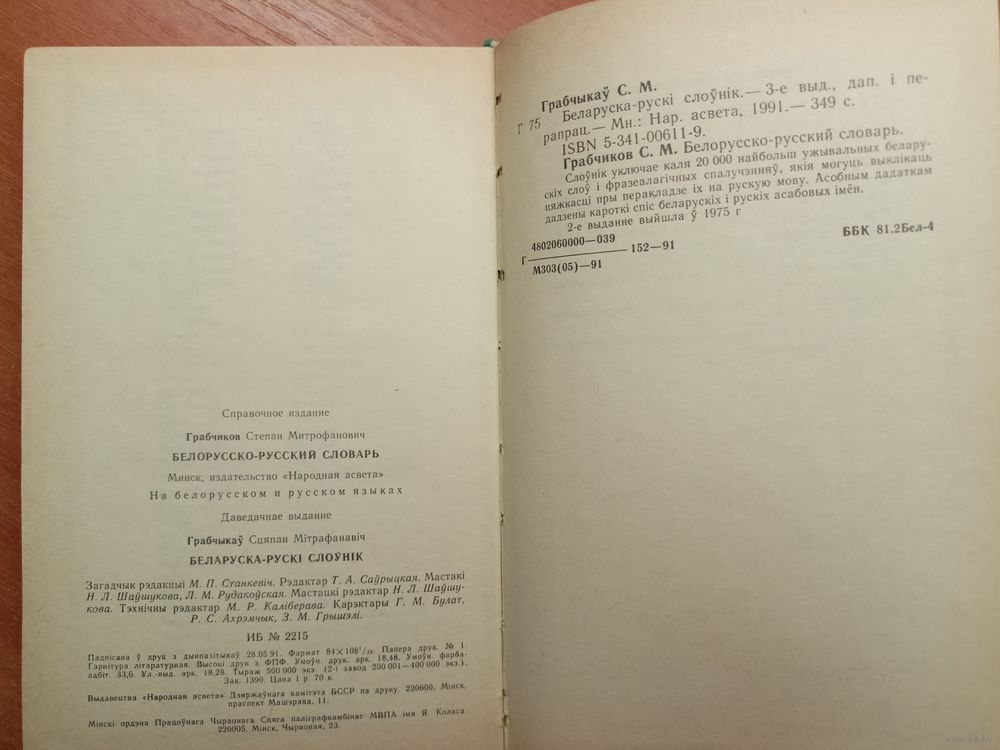 Справочное издание
Грабчиков Степан Митрофанович
БЕЛОРУССКО-РУССКИЙ СЛОВАРЬ
Минск, издательство «Народная асвета»
На белорусском и русском языках
Даведачнае выданне
Грабчыкаў Сцяпан Мітрафанавіч
БЕЛАРУСКА-РУСКІ СЛОЎНІК
Загадчык рэдакцыі М. П. Станкевіч. Рэдактар Т. А. Саўрыцкая. Мастакі
Н. Л. Шаўшукова, Л. М. Рудакоўская. Мастацкі рэдактар Н. Л. Шаўшу-
кова. Тэхнічны рэдактар М. Р. Каліберава. Карэктары Г. М. Булат,
Р. С. Ахрэмчык, З. М. Грышэлі.
ИБ № 2215
Падпісана ў друк з дыяпазітываў 28.05.91. Фармат 84×108¹/₃₂. Папера друк. № 1.
Гарнітура літаратурная. Высокі друк з ФПФ. Умоўн. друк. арк. 18,48. Умоўн. фарба-
адбіт. 33,6. Ул.-выд. арк. 18,28. Тыраж 500 000 экз. (2-і завод 200 001—400 000 экз.).
Зак. 1390. Цана 1 р. 70 к.
Выдавецтва «Народная асвета» Дзяржаўнага камітэта БССР па друку. 220600, Мінск,
праспект Машэрава, 11.
Мінскі ордэна Працоўнага Чырвонага Сцяга паліграфкамбінат МВПА імя Я. Коласа.
220005, Мінск, Чырвоная, 23.
Грабчыкаў С. М.
Г 75 Беларуска-рускі слоўнік.— 3-е выд., дап. і пе-
рапрац.— Мн.: Нар. асвета, 1991.— 349 с.
ISBN 5-341-00611-9.
Грабчиков С. М. Белорусско-русский словарь.
Слоўнік уключае каля 20 000 найбольш ужывальных беларус-
скіх слоў і фразеалагічных спалучэнняў, якія могуць выклікаць
цяжкасці пры перакладзе іх на рускую мову. Асобным дадаткам
дадзены кароткі спіс беларускіх і рускіх асабовых імён.
2-е выданне выйшла ў 1975 г
4802060000—039
Г 152—91
М303(05)—91
ББК 81.2Бел-4
www.ay.by